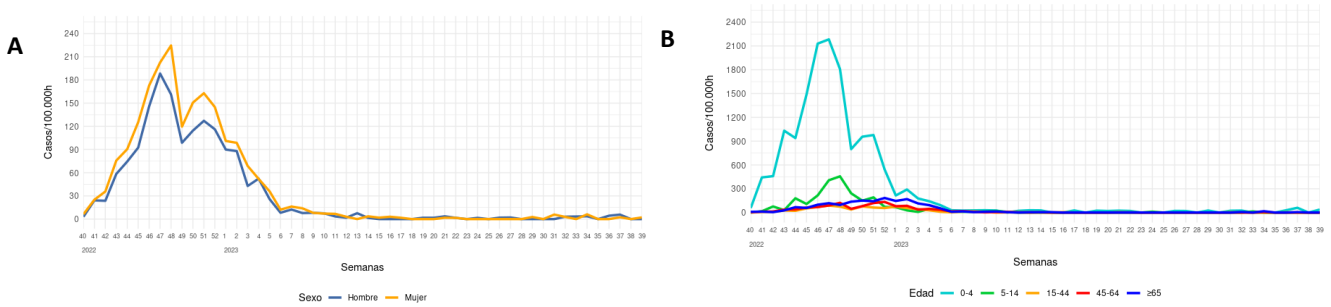 A
Casos/100.000h
240
210
180
150
120
90
60
30
0
40 41 42 43 44 45 46 47 48 49 50 51 52 1 2 3 4 5 6 7 8 9 10 11 12 13 14 15 16 17 18 19 20 21 22 23 24 25 26 27 28 29 30 31 32 33 34 35 36 37 38 39
2022 2023
Semanas
Sexo Hombre Mujer
B
Casos/100.000h
2400
2100
1800
1500
1200
900
600
300
0
40 41 42 43 44 45 46 47 48 49 50 51 52 1 2 3 4 5 6 7 8 9 10 11 12 13 14 15 16 17 18 19 20 21 22 23 24 25 26 27 28 29 30 31 32 33 34 35 36 37 38 39
2022 2023
Semanas
Edad 0-4 5-14 15-44 45-64 ≥65